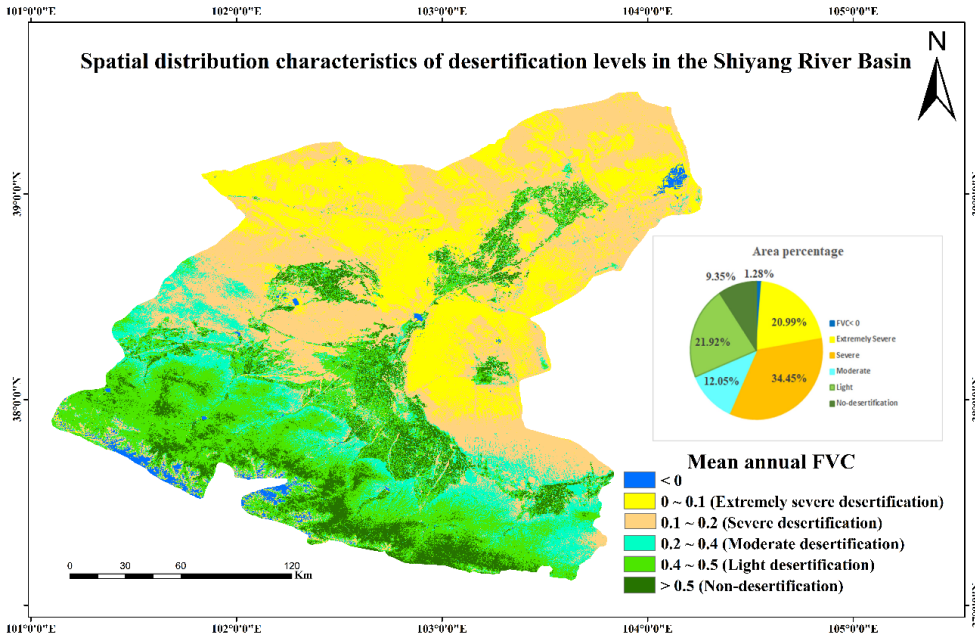 101°0'0"E 102°0'0"E 103°0'0"E 104°0'0"E 105°0'0"E
N
Spatial distribution characteristics of desertification levels in the Shiyang River Basin
39°0'0"N
38°0'0"N
Area percentage
9.35% 1.28%
20.99%
21.92%
12.05% 34.45%
FVC< 0
Extremely Severe
Severe
Moderate
Light
No-desertification
Mean annual FVC
< 0
0 ~ 0.1 (Extremely severe desertification)
0.1 ~ 0.2 (Severe desertification)
0.2 ~ 0.4 (Moderate desertification)
0.4 ~ 0.5 (Light desertification)
> 0.5 (Non-desertification)
0 30 60 120
Km
101°0'0"E 102°0'0"E 103°0'0"E 104°0'0"E 105°0'0"E